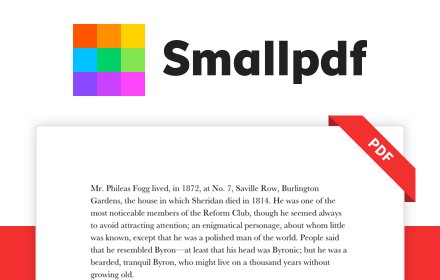 Smallpdf
PDF
Mr. Phileas Fogg lived, in 1872, at No. 7, Saville Row, Burlington
Gardens, the house in which Sheridan died in 1814. He was one of the
most noticeable members of the Reform Club, though he seemed always
to avoid attracting attention; an enigmatical personage, about whom little
was known, except that he was a polished man of the world. People said
that he resembled Byron—at least that his head was Byronic; but he was a
bearded, tranquil Byron, who might live on a thousand years without
growing old.